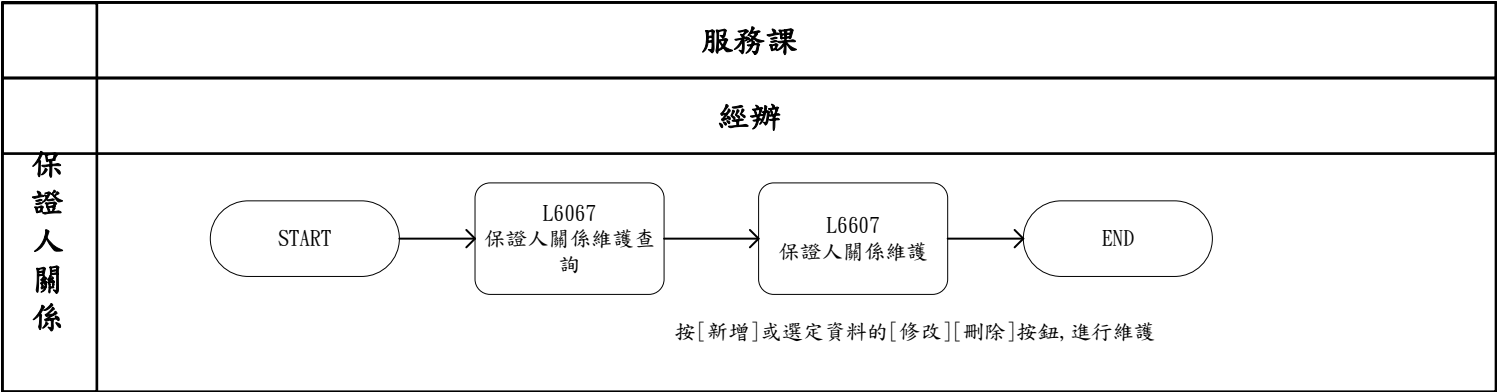 服務課
經辦
保
證
人
關
係
START
L6067
保證人關係維護查
詢
L6607
保證人關係維護
END
按[新增]或選定資料的[修改][刪除]按鈕,進行維護